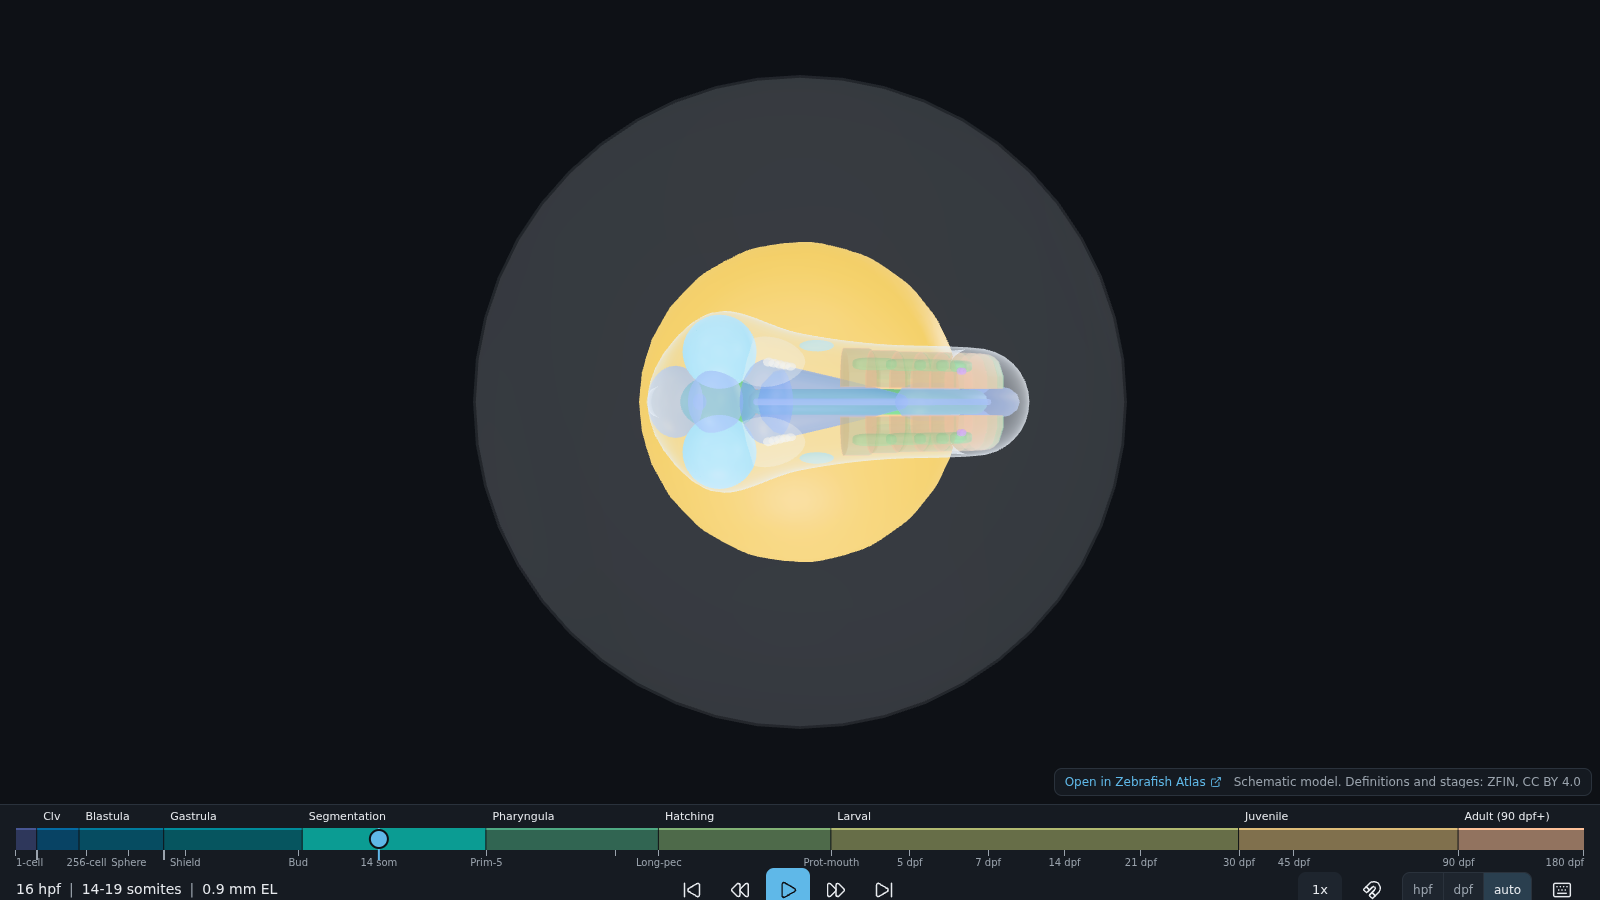 Open in Zebrafish Atlas Schematic model. Definitions and stages: ZFIN, CC BY 4.0
Clv Blastula Gastrula Segmentation Pharyngula Hatching Larval Juvenile Adult (90 dpf+)
1-cell 256-cell Sphere Shield Bud 14 som Prim-5 Long-pec Prot-mouth 5 dpf 7 dpf 14 dpf 21 dpf 30 dpf 45 dpf 90 dpf 180 dpf
16 hpf | 14-19 somites | 0.9 mm EL 1x hpf dpf auto